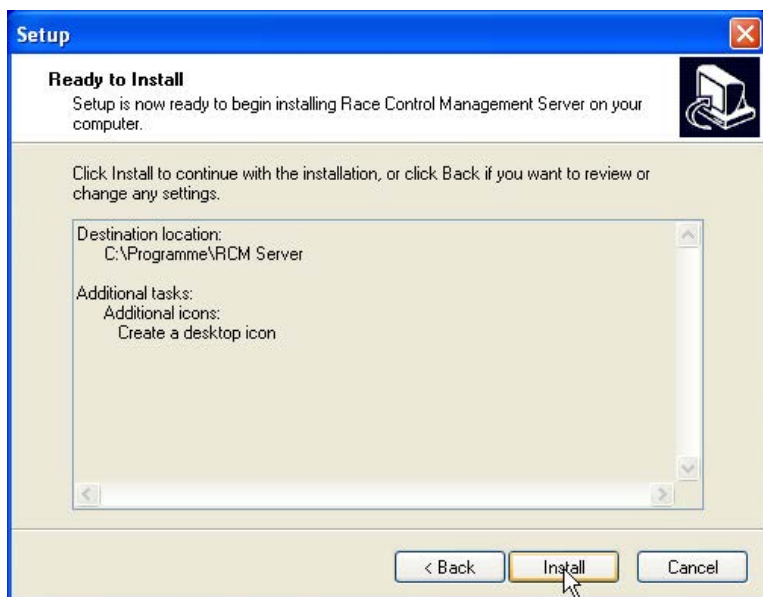 Setup
Ready to Install
Setup is now ready to begin installing Race Control Management Server on your
computer.
Click Install to continue with the installation, or click Back if you want to review or
change any settings.
Destination location:
C:\Programme\RCM Server
Additional tasks:
Additional icons:
Create a desktop icon
< Back
Install
Cancel